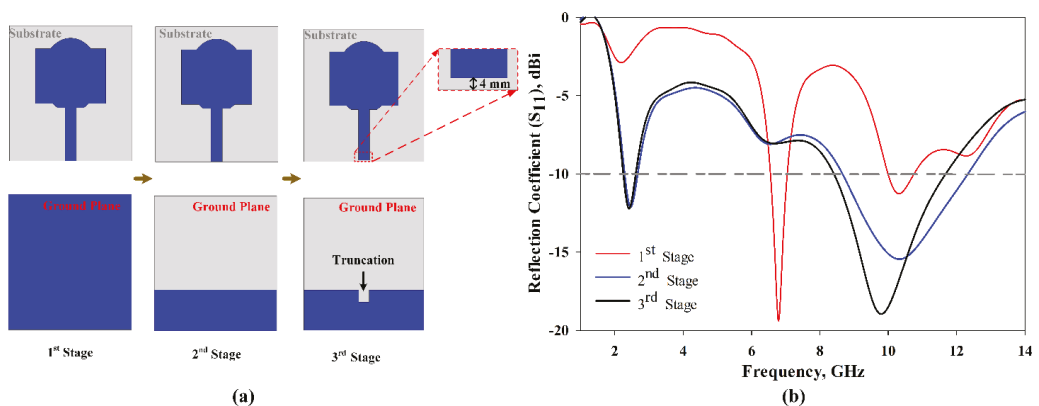 Substrate
Substrate
Substrate
4 mm
Ground Plane
Ground Plane
Ground Plane
Truncation
1st Stage
2nd Stage
3rd Stage
(a)
Reflection Coefficient (S11), dBi
0
-5
-10
-15
-20
1st Stage
2nd Stage
3rd Stage
2 4 6 8 10 12 14
Frequency, GHz
(b)